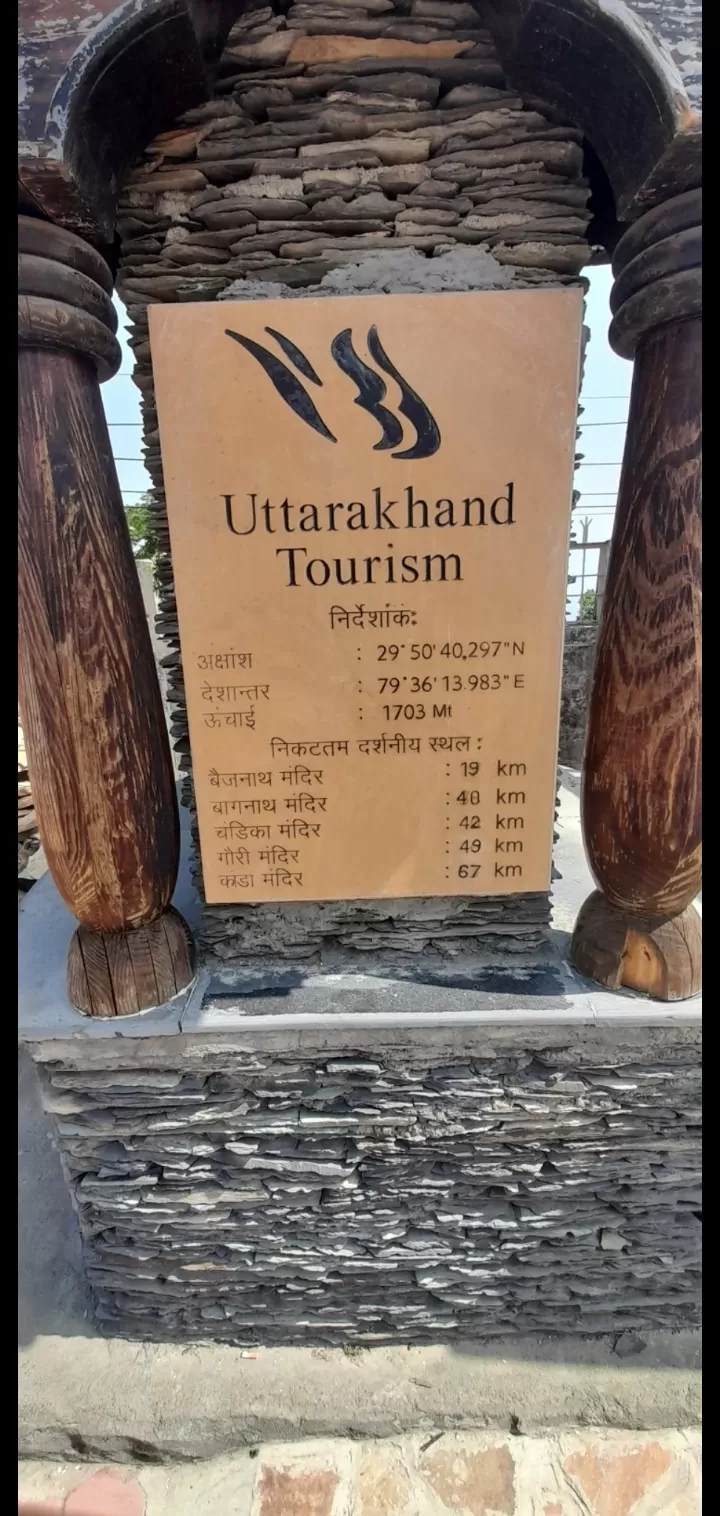 Uttarakhand
Tourism
निर्देशांक:
अक्षांश : 29°50'40.297"N
देशान्तर : 79°36'13.983"E
ऊंचाई : 1703 Mt
निकटतम दर्शनीय स्थल :
बैजनाथ मंदिर : 19 km
बागनाथ मंदिर : 40 km
चंडिका मंदिर : 42 km
गौरी मंदिर : 49 km
कांडा मंदिर : 67 km